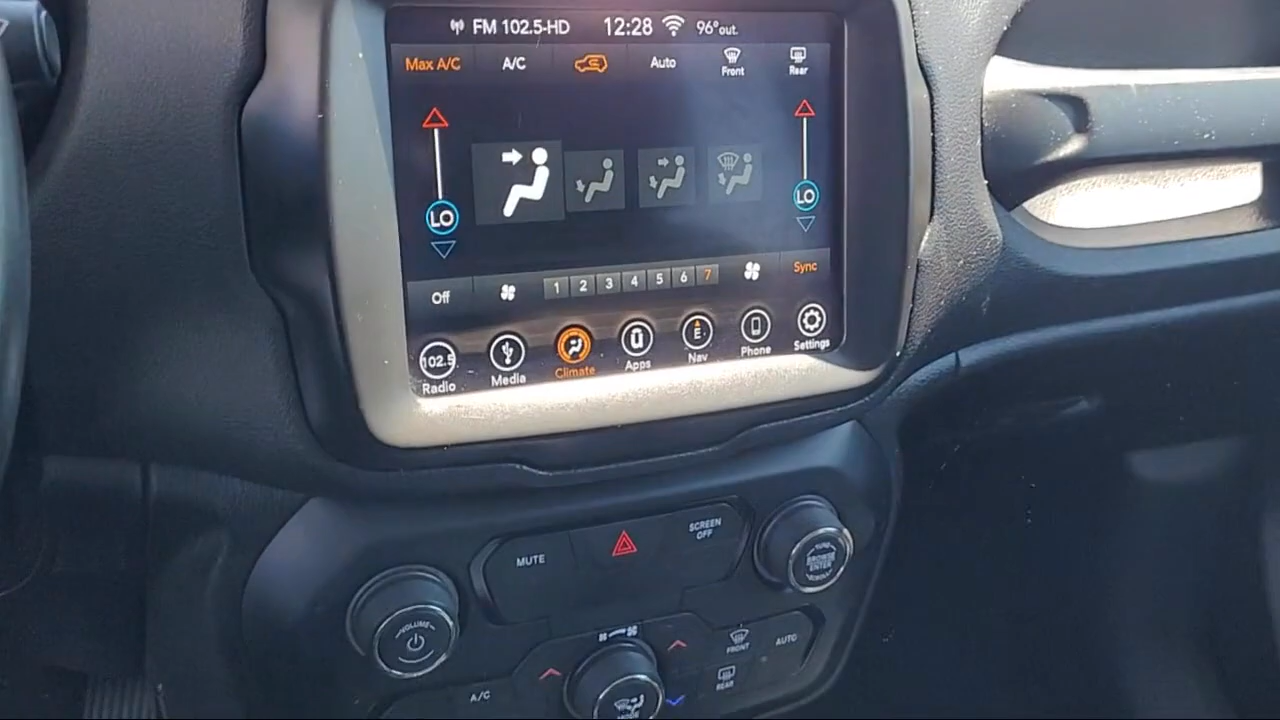 FM 102.5-HD 12:28 96°out.
Max A/C A/C Auto Front Rear
LO LO
Off 1 2 3 4 5 6 7 Sync
102.5
Radio Media Climate Apps E Nav Phone Settings
MUTE SCREEN OFF
VOLUME
BROWSE
ENTER
SCROLL
A/C
FRONT AUTO
REAR
MODE